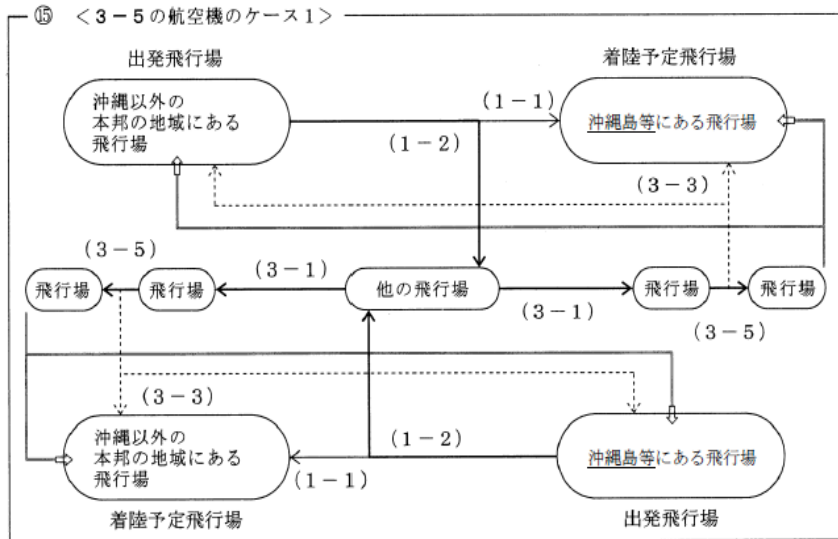 ⑮ <3-5の航空機のケース1>
出発飛行場
着陸予定飛行場
沖縄以外の
本邦の地域にある
飛行場
(1-1)
沖縄島等にある飛行場
(1-2)
(3-3)
(3-5)
(3-1)
飛行場
飛行場
他の飛行場
飛行場
飛行場
(3-1)
(3-5)
(3-3)
沖縄以外の
本邦の地域にある
飛行場
(1-2)
沖縄島等にある飛行場
(1-1)
着陸予定飛行場
出発飛行場